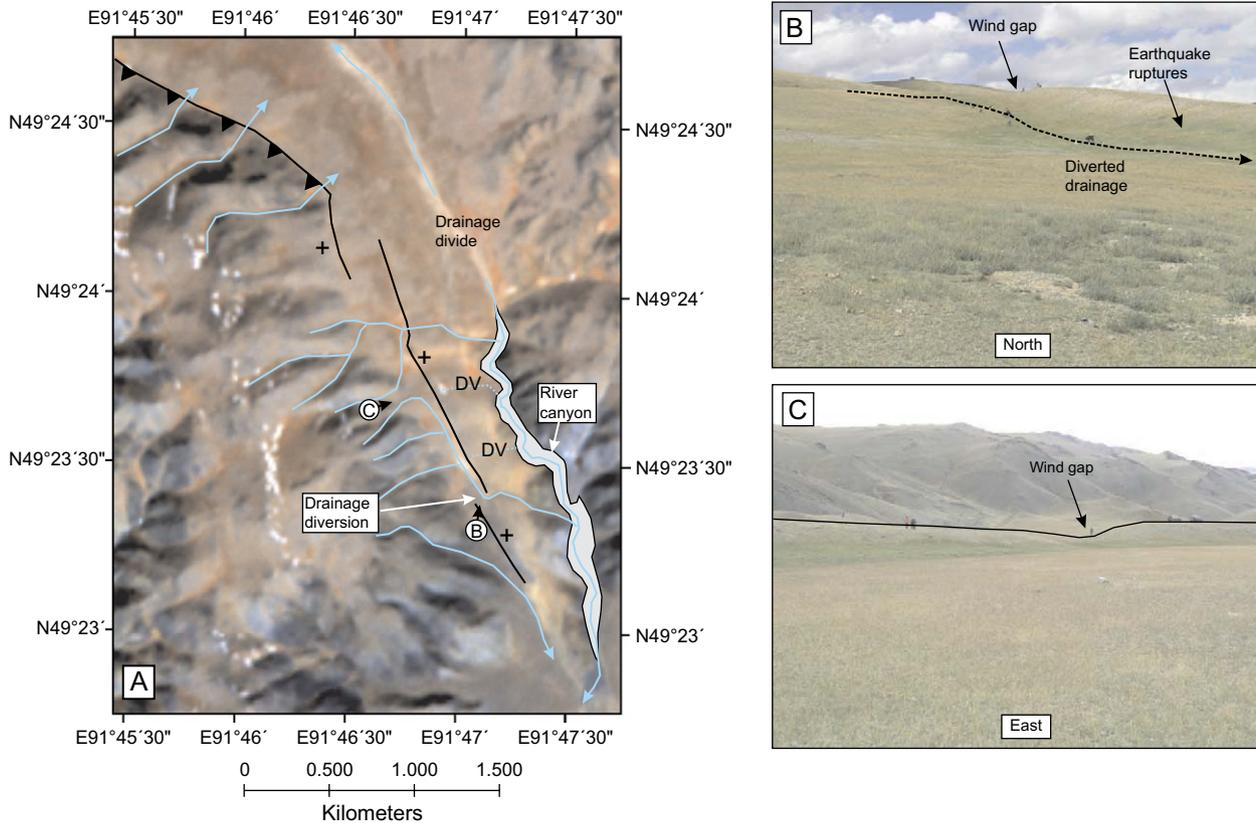 E91°45´30" E91°46´ E91°46´30" E91°47´ E91°47´30"
N49°24´30"
N49°24´
N49°23´30"
N49°23´
N49°24´30"
N49°24´
N49°23´30"
N49°23´
Drainage
divide
+
+
DV
River
canyon
C
DV
Drainage
diversion
B
+
A
E91°45´30" E91°46´ E91°46´30" E91°47´ E91°47´30"
0 0.500 1.000 1.500
Kilometers
B
Wind gap
Earthquake
ruptures
Diverted
drainage
North
C
Wind gap
East